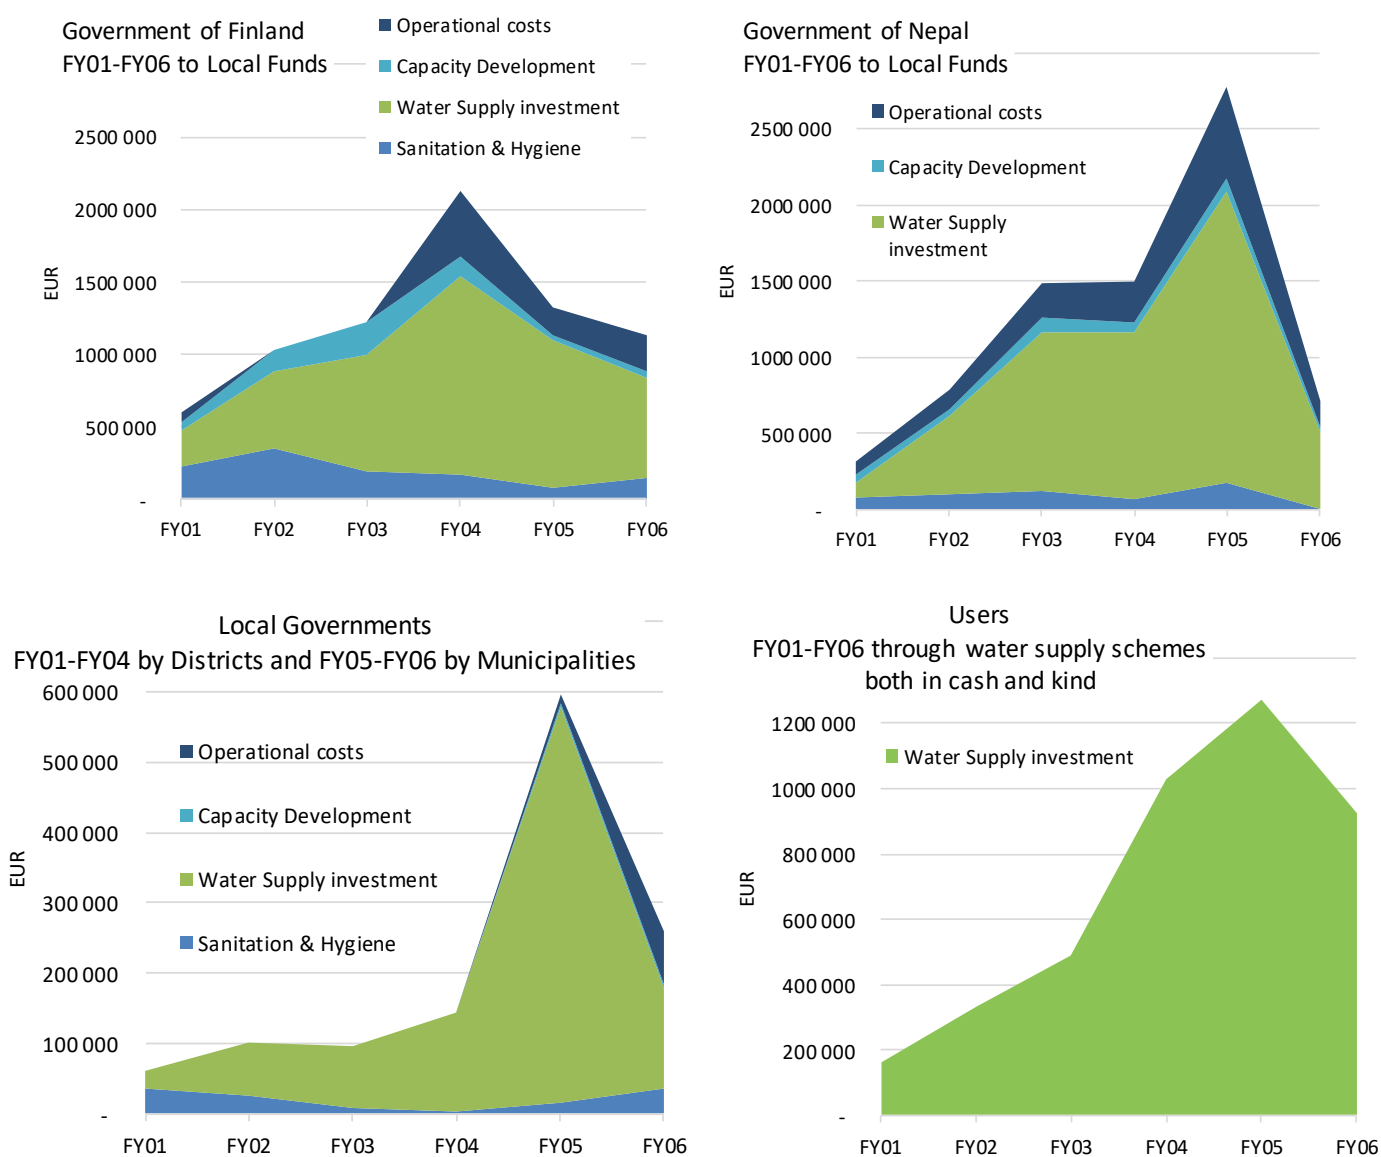 Government of Finland
FY01-FY06 to Local Funds
Operational costs
Capacity Development
Water Supply investment
Sanitation & Hygiene
2500 000
2000 000
1500 000
1000 000
500 000
-
EUR
FY01 FY02 FY03 FY04 FY05 FY06
Government of Nepal
FY01-FY06 to Local Funds
Operational costs
Capacity Development
Water Supply
investment
2500 000
2000 000
1500 000
1000 000
500 000
-
EUR
FY01 FY02 FY03 FY04 FY05 FY06
Local Governments
FY01-FY04 by Districts and FY05-FY06 by Municipalities
600 000
500 000
400 000
300 000
200 000
100 000
-
EUR
Operational costs
Capacity Development
Water Supply investment
Sanitation & Hygiene
FY01 FY02 FY03 FY04 FY05 FY06
Users
FY01-FY06 through water supply schemes
both in cash and kind
1200 000
1000 000
800 000
600 000
400 000
200 000
-
EUR
Water Supply investment
FY01 FY02 FY03 FY04 FY05 FY06